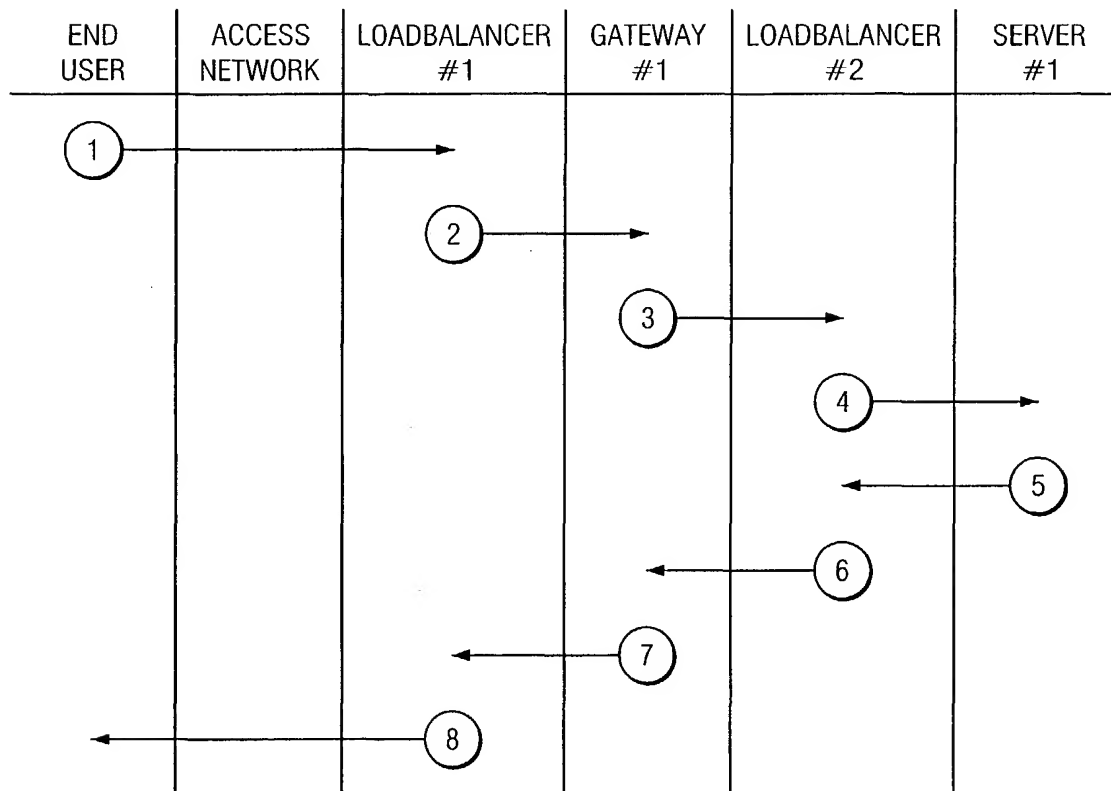 END USER
ACCESS NETWORK
LOADBALANCER #1
GATEWAY #1
LOADBALANCER #2
SERVER #1
1
2
3
4
5
6
7
8